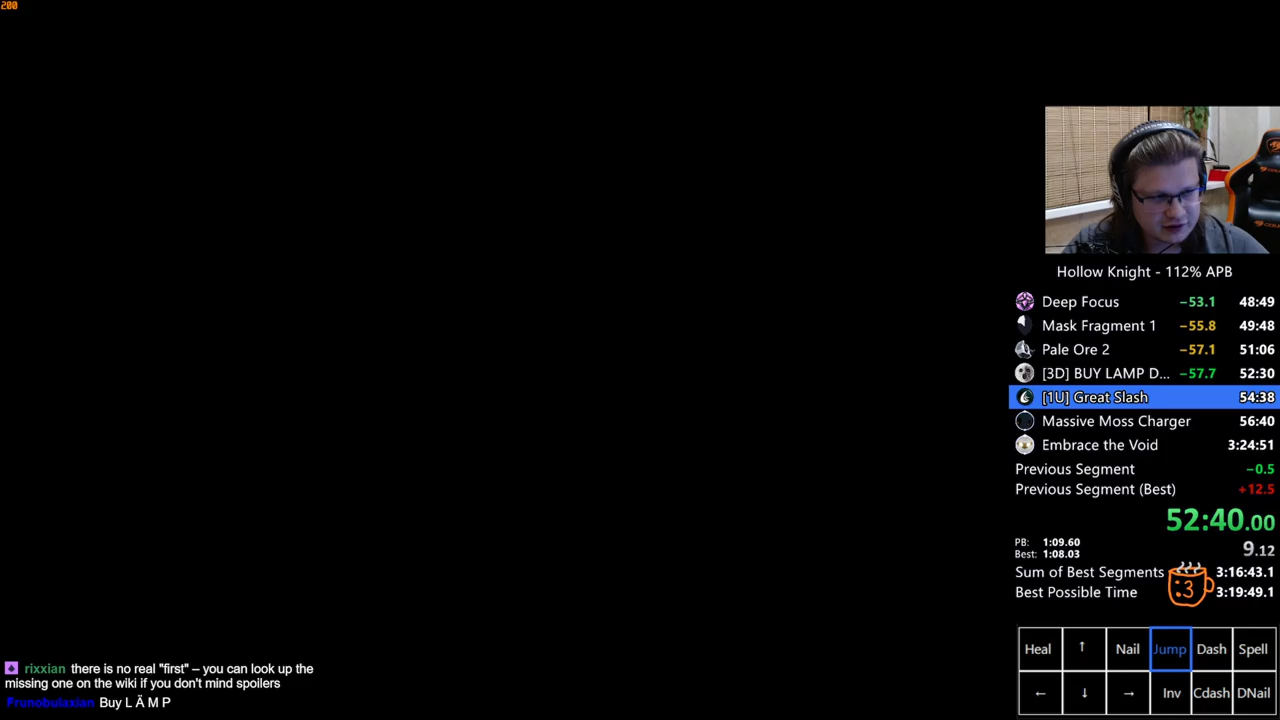 200
Hollow Knight - 112% APB
Deep Focus -53.1 48:49
Mask Fragment 1 -55.8 49:48
Pale Ore 2 -57.1 51:06
[3D] BUY LAMP D... -57.7 52:30
[1U] Great Slash 54:38
Massive Moss Charger 56:40
Embrace the Void 3:24:51
Previous Segment -0.5
Previous Segment (Best) +12.5
52:40.00
PB: 1:09.60
9.12
Best: 1:08.03
Sum of Best Segments 3:16:43.1
Best Possible Time 3:19:49.1
:3
Heal ↑ Nail Jump Dash Spell
← ↓ → Inv Cdash DNail
rixxian there is no real "first" – you can look up the
missing one on the wiki if you don't mind spoilers
Frunobulaxian Buy L Ä M P